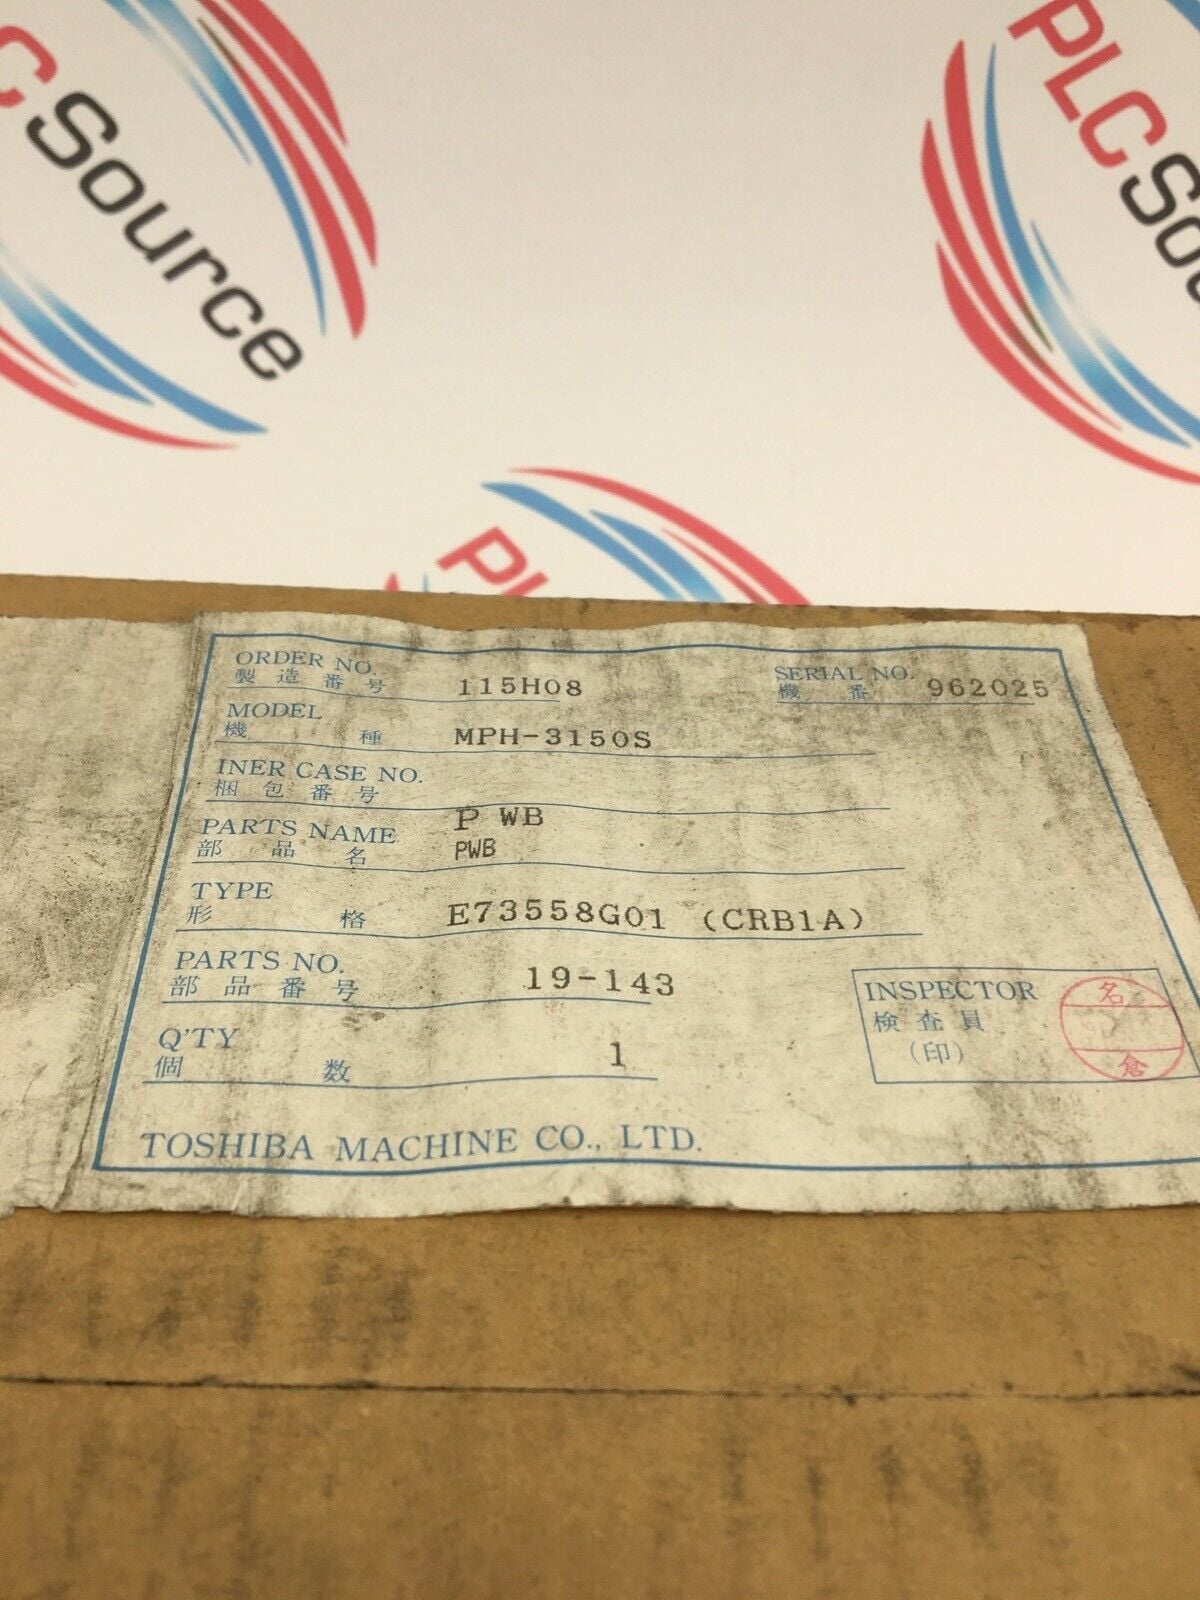 C Source
PLC Sou
PLC
ORDER NO.
製造番号 115H08
SERIAL NO.
機番 962025
MODEL
機種 MPH-3150S
INER CASE NO.
梱包番号
PARTS NAME P WB
部品名 PWB
TYPE
形格 E73558G01 (CRB1A)
PARTS NO.
部品番号 19-143
Q'TY
個数 1
INSPECTOR
検査員
(印)
名
倉
TOSHIBA MACHINE CO., LTD.